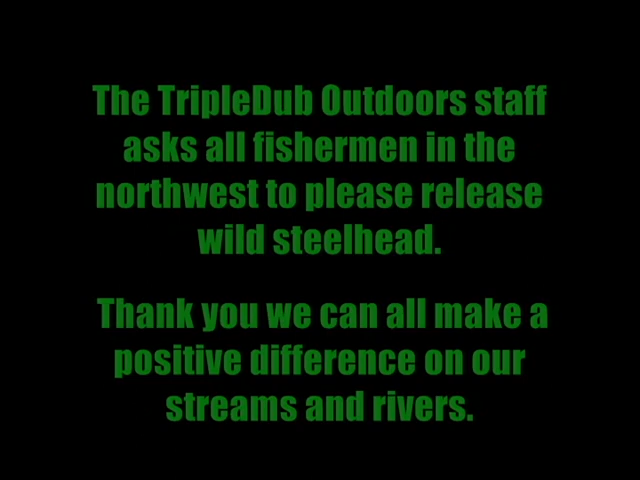 The TripleDub Outdoors staff
asks all fishermen in the
northwest to please release
wild steelhead.
Thank you we can all make a
positive difference on our
streams and rivers.